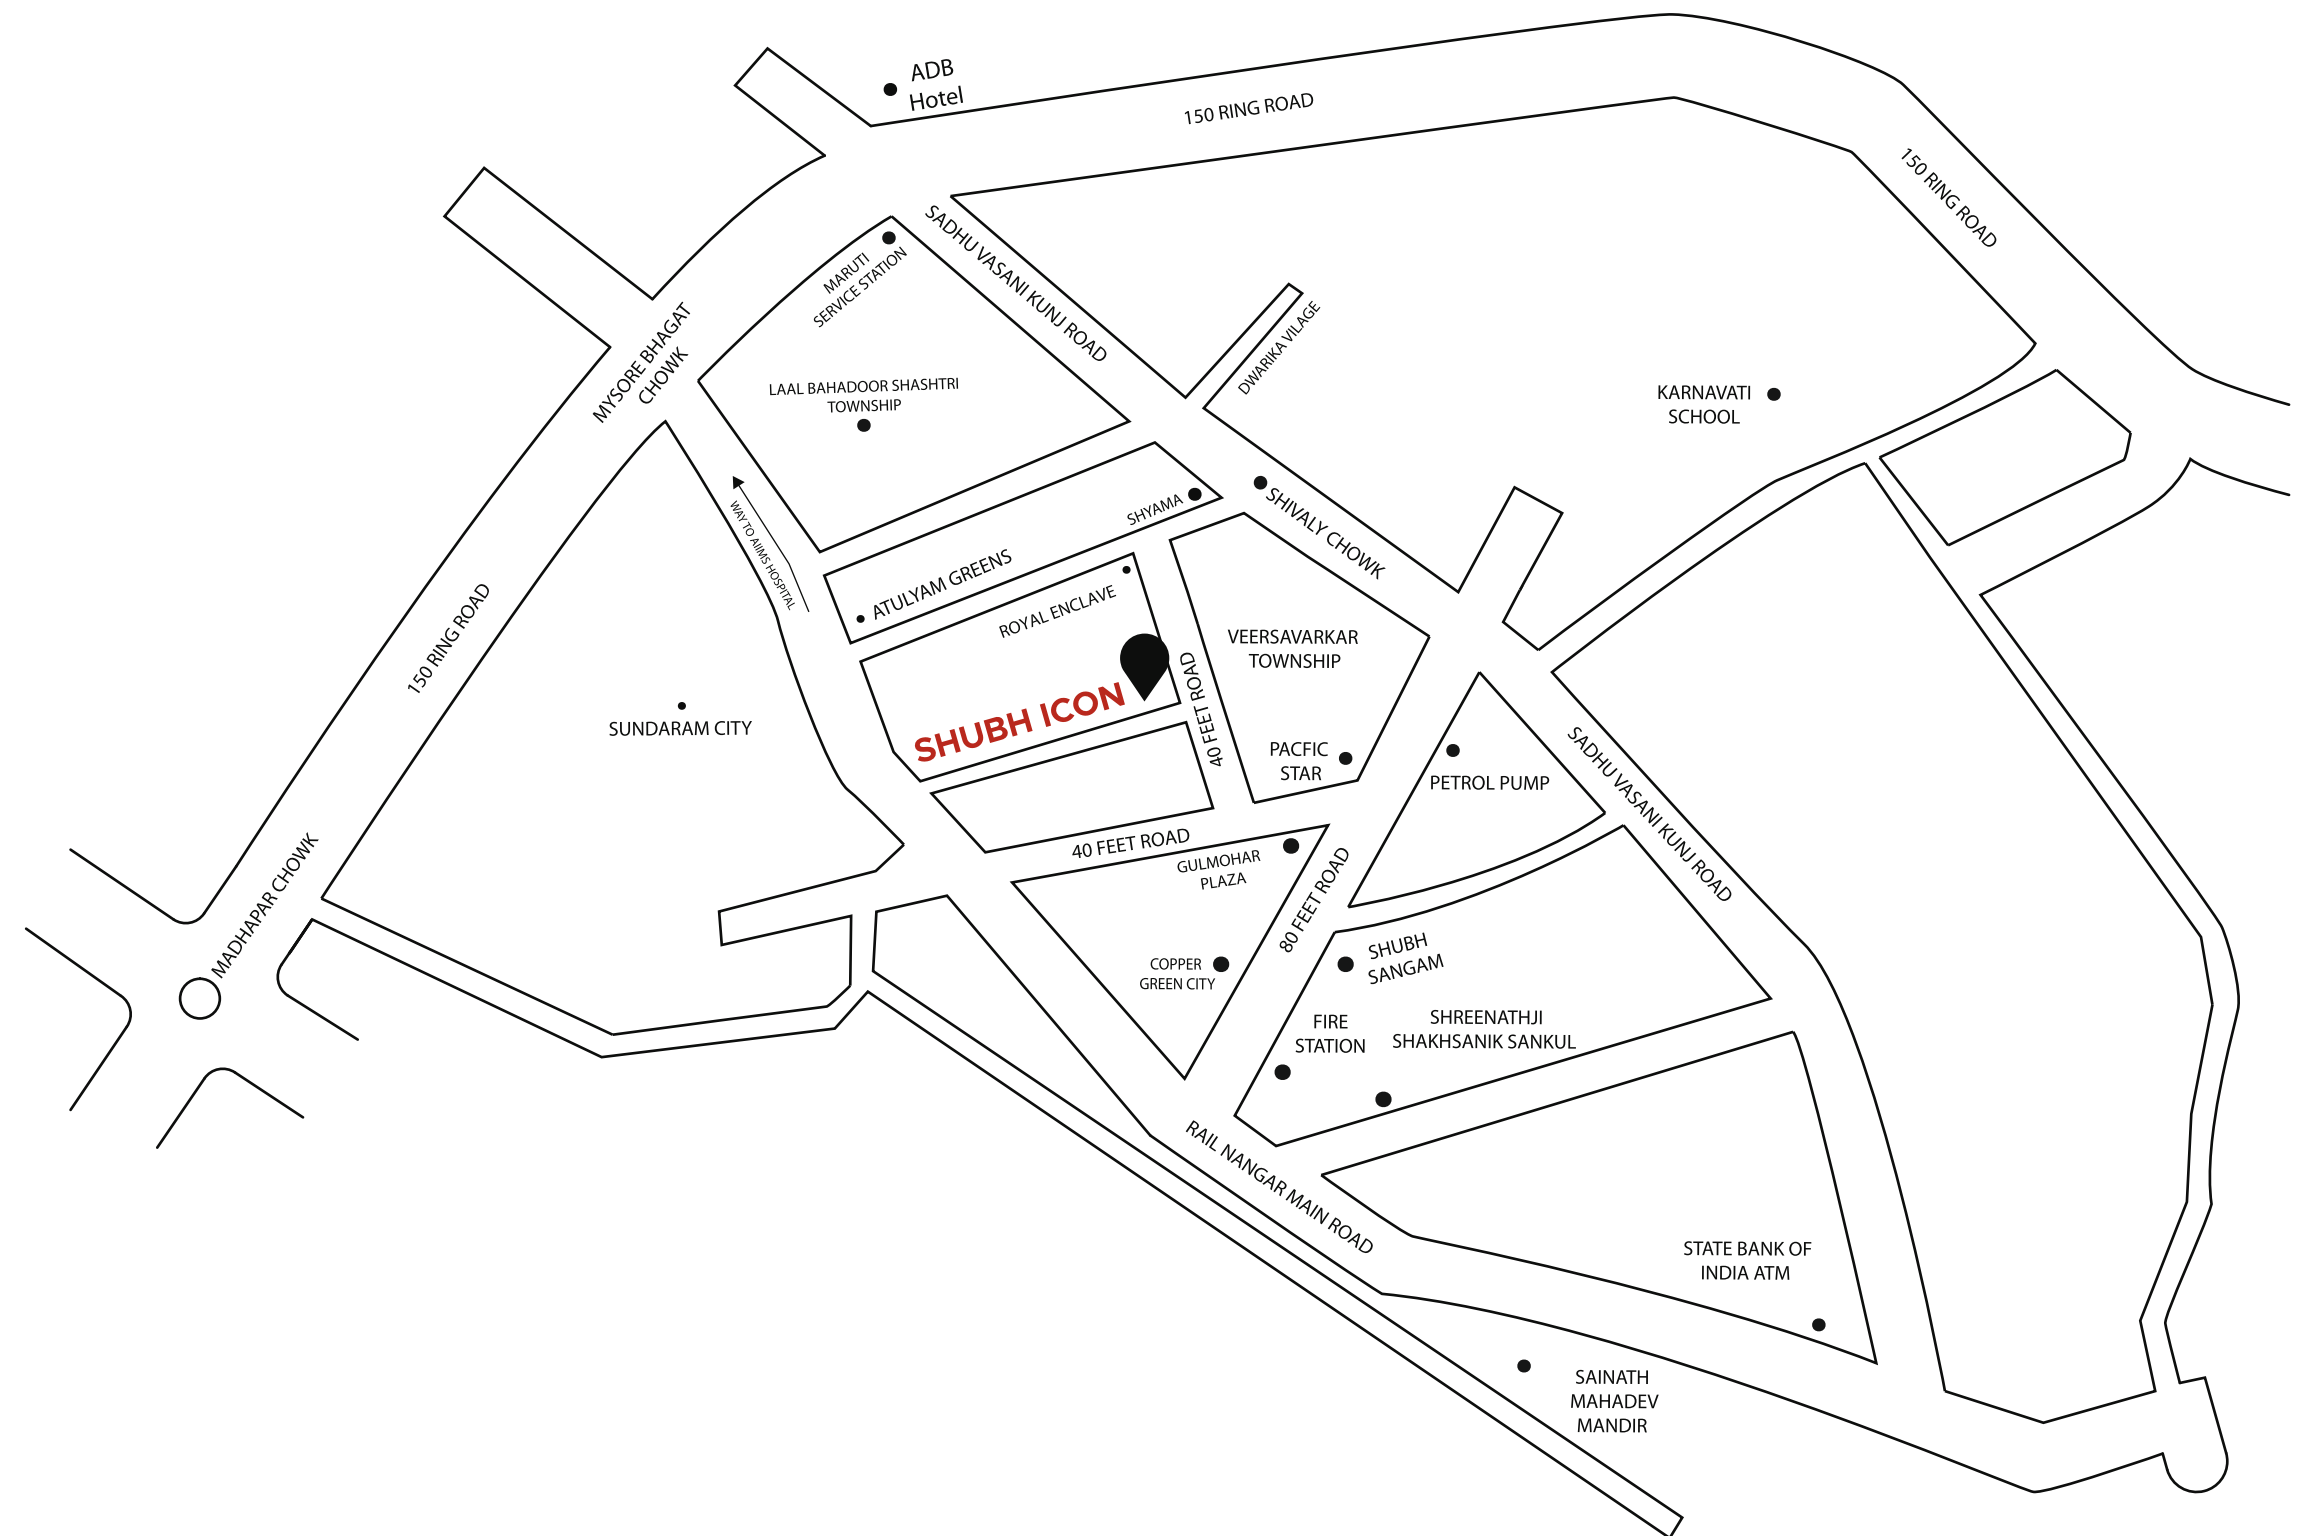 ADB
Hotel
150 RING ROAD
150 RING ROAD
SADHU VASANI KUNJ ROAD
MARUTI
SERVICE STATION
MYSORE BHAGAT
CHOWK
LAAL BAHADOOR SHASHTRI
TOWNSHIP
DWARIKA VILAGE
KARNAVATI
SCHOOL
WAY TO AIIMS HOSPITAL
SHYAMA
SHIVALY CHOWK
ATULYAM GREENS
ROYAL ENCLAVE
150 RING ROAD
VEERSAVARKAR
TOWNSHIP
SUNDARAM CITY
SHUBH ICON
40 FEET ROAD
PACFIC
STAR
PETROL PUMP
SADHU VASANI KUNJ ROAD
40 FEET ROAD
GULMOHAR
PLAZA
80 FEET ROAD
MADHAPAR CHOWK
COPPER
GREEN CITY
SHUBH
SANGAM
FIRE
STATION
SHREENATHJI
SHAKHSANIK SANKUL
RAIL NANGAR MAIN ROAD
STATE BANK OF
INDIA ATM
SAINATH
MAHADEV
MANDIR